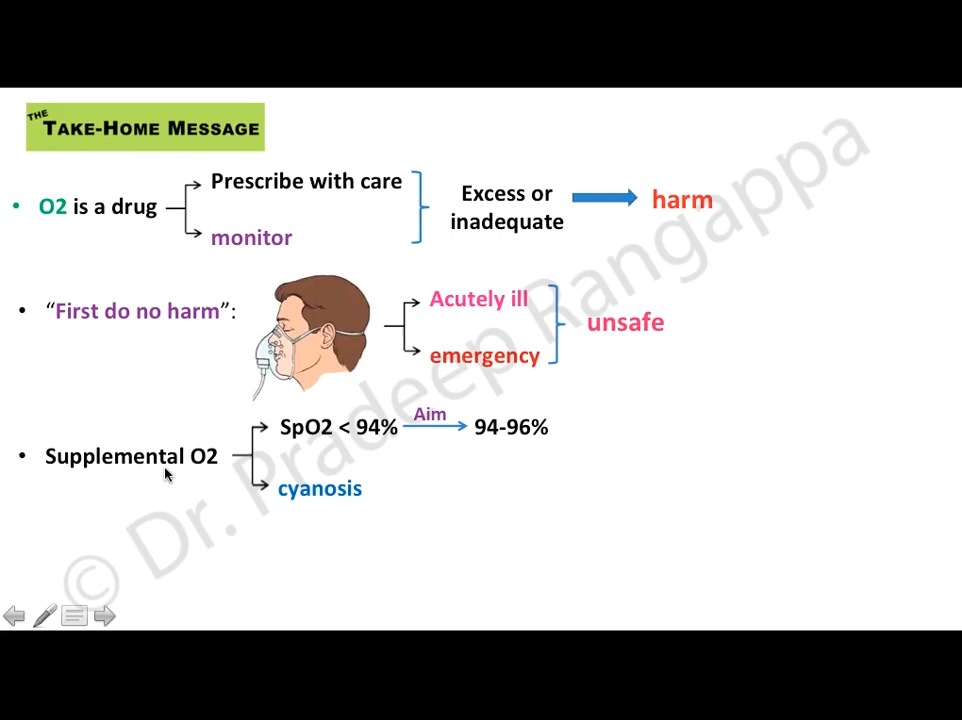 THE TAKE-HOME MESSAGE
• O2 is a drug
Prescribe with care
monitor
Excess or
inadequate
harm
• “First do no harm”:
Acutely ill
emergency
unsafe
• Supplemental O2
SpO2 < 94%
Aim
94-96%
cyanosis
© Dr. Pradeep Rangappa